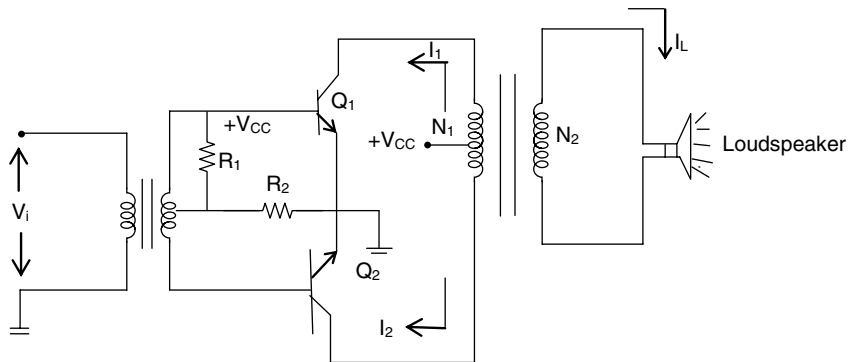 I₁
I_L
Q₁
+V_CC
N₁
+V_CC
R₁
N₂
Loudspeaker
R₂
V_i
Q₂
I₂